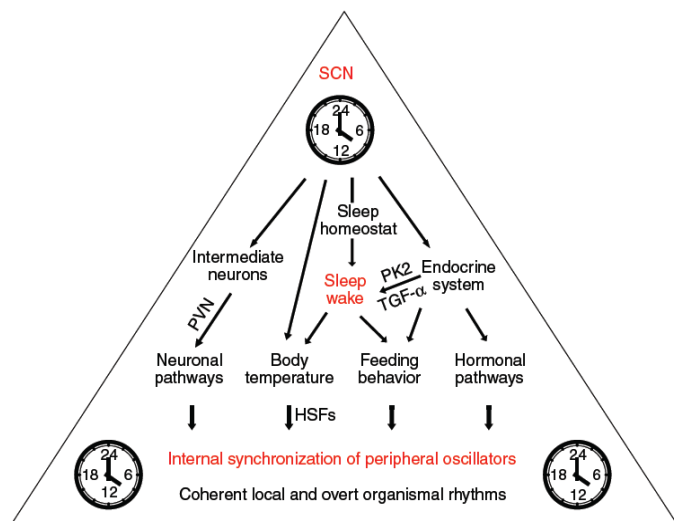 SCN
24
18 6
12
Sleep
homeostat
Intermediate
neurons
Sleep
wake
PK2
TGF-α
Endocrine
system
PVN
Neuronal
pathways
Body
temperature
Feeding
behavior
Hormonal
pathways
HSFs
Internal synchronization of peripheral oscillators
Coherent local and overt organismal rhythms
24
18 6
12
24
18 6
12